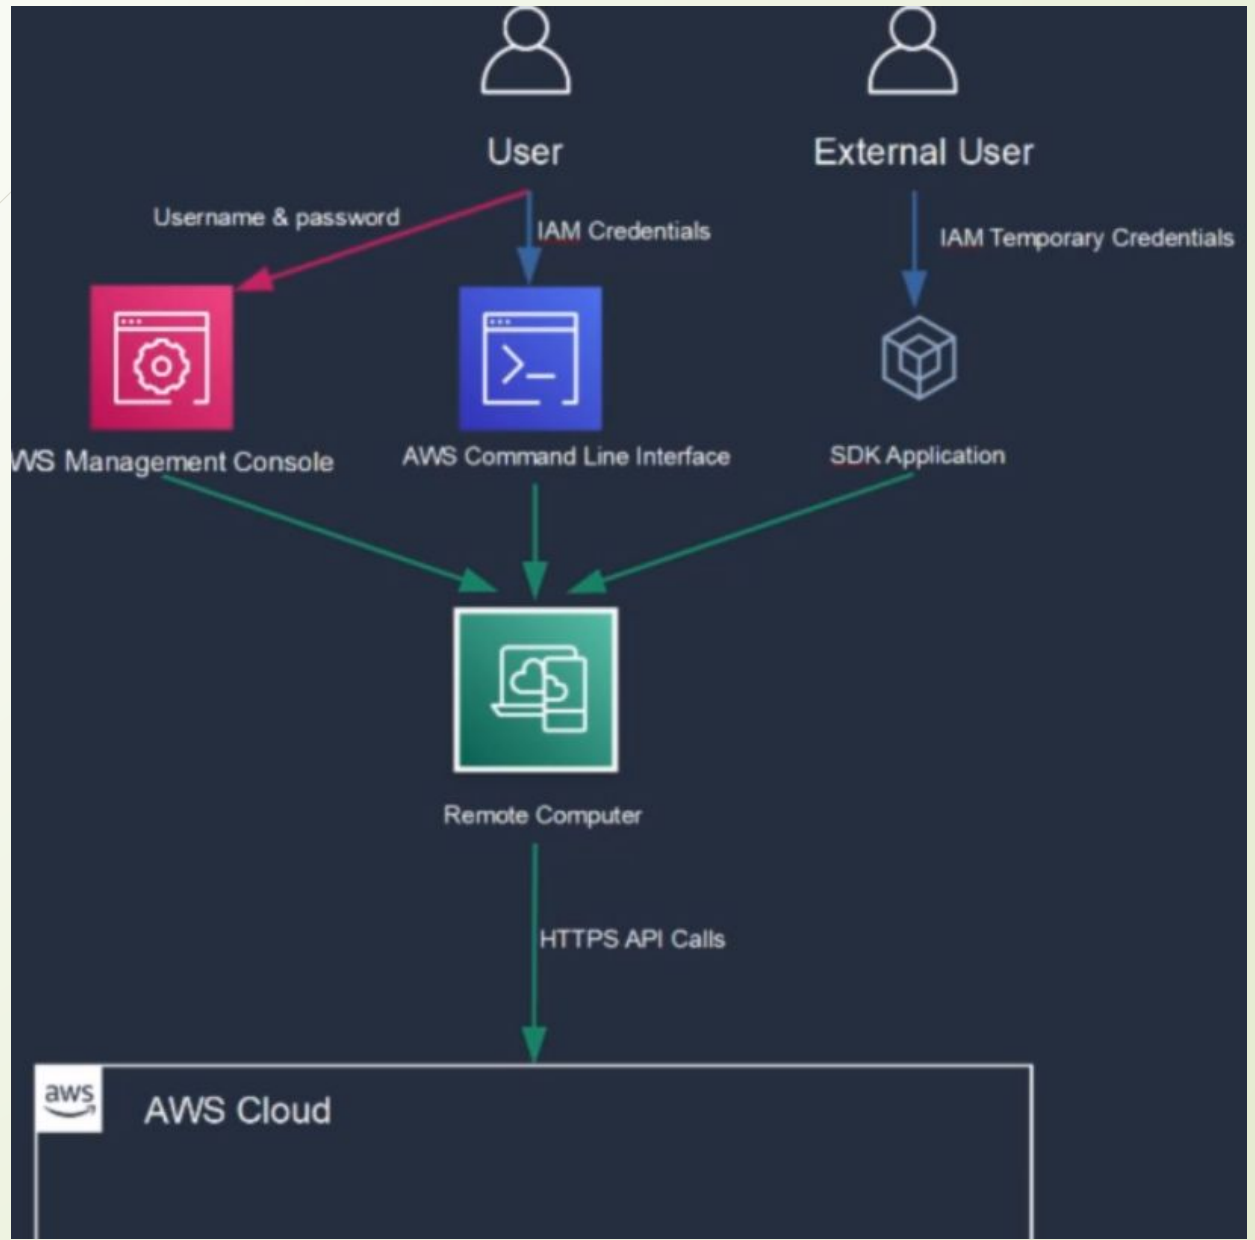 User
External User
Username & password
IAM Credentials
IAM Temporary Credentials
WS Management Console
AWS Command Line Interface
SDK Application
Remote Computer
HTTPS API Calls
aws
AWS Cloud